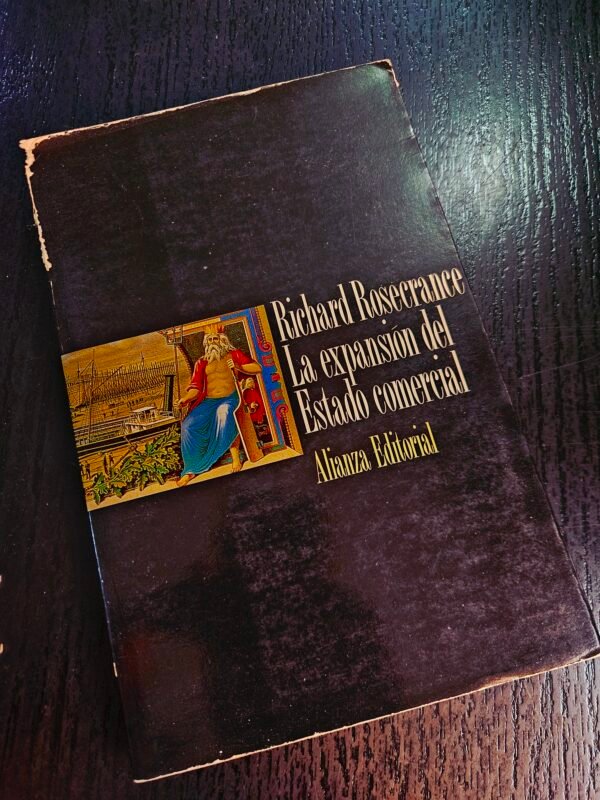 Richard Rosecrance
La expansión del
Estado comercial
Alianza Editorial